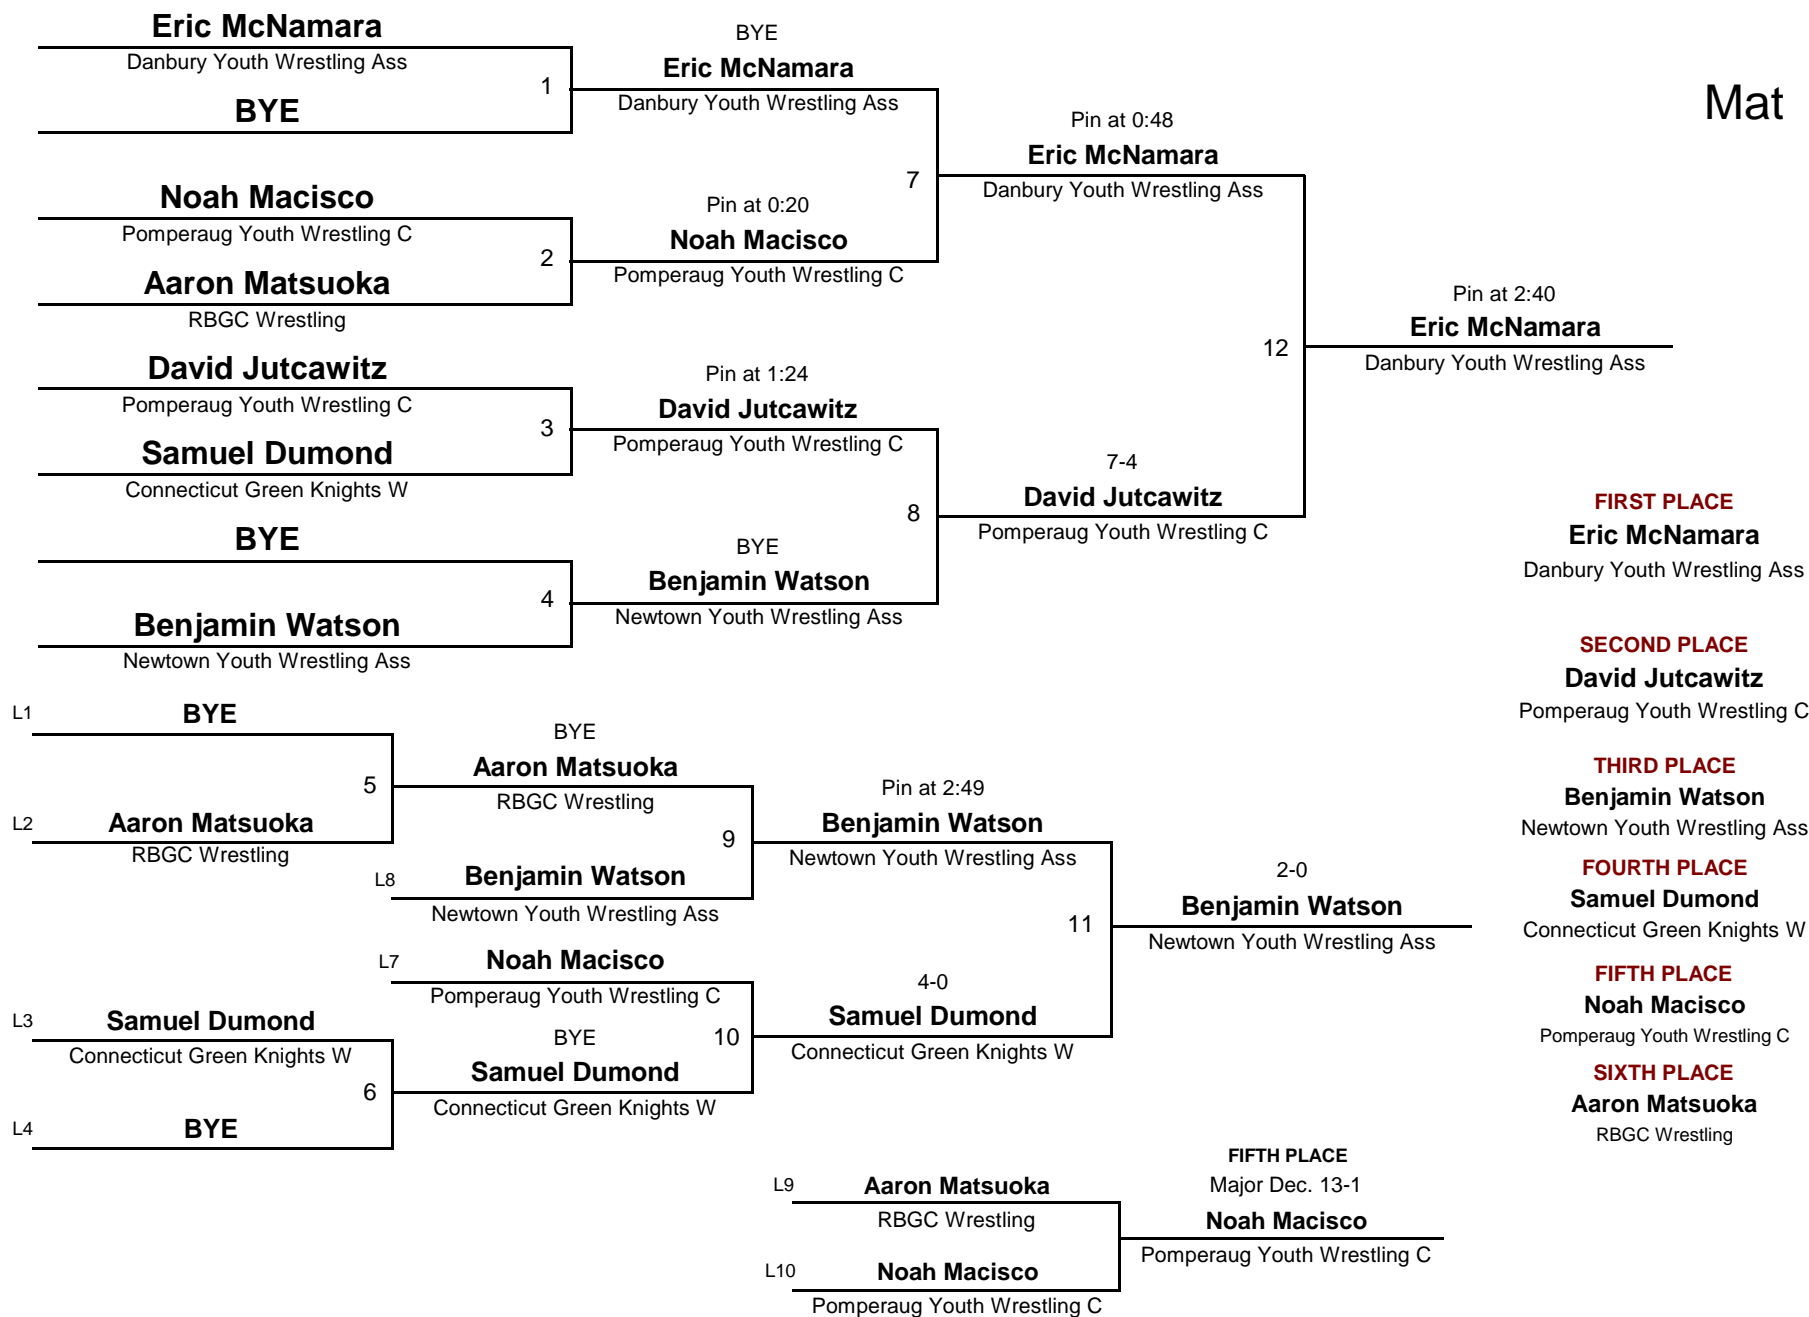 Eric McNamara
Danbury Youth Wrestling Ass
1
BYE
Noah Macisco
Pomperaug Youth Wrestling C
2
Aaron Matsuoka
RBGC Wrestling
David Jutcawitz
Pomperaug Youth Wrestling C
3
Samuel Dumond
Connecticut Green Knights W
BYE
4
Benjamin Watson
Newtown Youth Wrestling Ass
BYE
Eric McNamara
Danbury Youth Wrestling Ass
7
Pin at 0:20
Noah Macisco
Pomperaug Youth Wrestling C
Pin at 1:24
David Jutcawitz
Pomperaug Youth Wrestling C
8
BYE
Benjamin Watson
Newtown Youth Wrestling Ass
Pin at 0:48
Eric McNamara
Danbury Youth Wrestling Ass
12
7-4
David Jutcawitz
Pomperaug Youth Wrestling C
Pin at 2:40
Eric McNamara
Danbury Youth Wrestling Ass
Mat
L1
BYE
5
L2
Aaron Matsuoka
RBGC Wrestling
BYE
Aaron Matsuoka
RBGC Wrestling
9
L8
Benjamin Watson
Newtown Youth Wrestling Ass
L7
Noah Macisco
Pomperaug Youth Wrestling C
10
L3
Samuel Dumond
Connecticut Green Knights W
6
L4
BYE
BYE
Samuel Dumond
Connecticut Green Knights W
Pin at 2:49
Benjamin Watson
Newtown Youth Wrestling Ass
11
4-0
Samuel Dumond
Connecticut Green Knights W
2-0
Benjamin Watson
Newtown Youth Wrestling Ass
L9
Aaron Matsuoka
RBGC Wrestling
L10
Noah Macisco
Pomperaug Youth Wrestling C
FIFTH PLACE
Major Dec. 13-1
Noah Macisco
Pomperaug Youth Wrestling C
FIRST PLACE
Eric McNamara
Danbury Youth Wrestling Ass
SECOND PLACE
David Jutcawitz
Pomperaug Youth Wrestling C
THIRD PLACE
Benjamin Watson
Newtown Youth Wrestling Ass
FOURTH PLACE
Samuel Dumond
Connecticut Green Knights W
FIFTH PLACE
Noah Macisco
Pomperaug Youth Wrestling C
SIXTH PLACE
Aaron Matsuoka
RBGC Wrestling